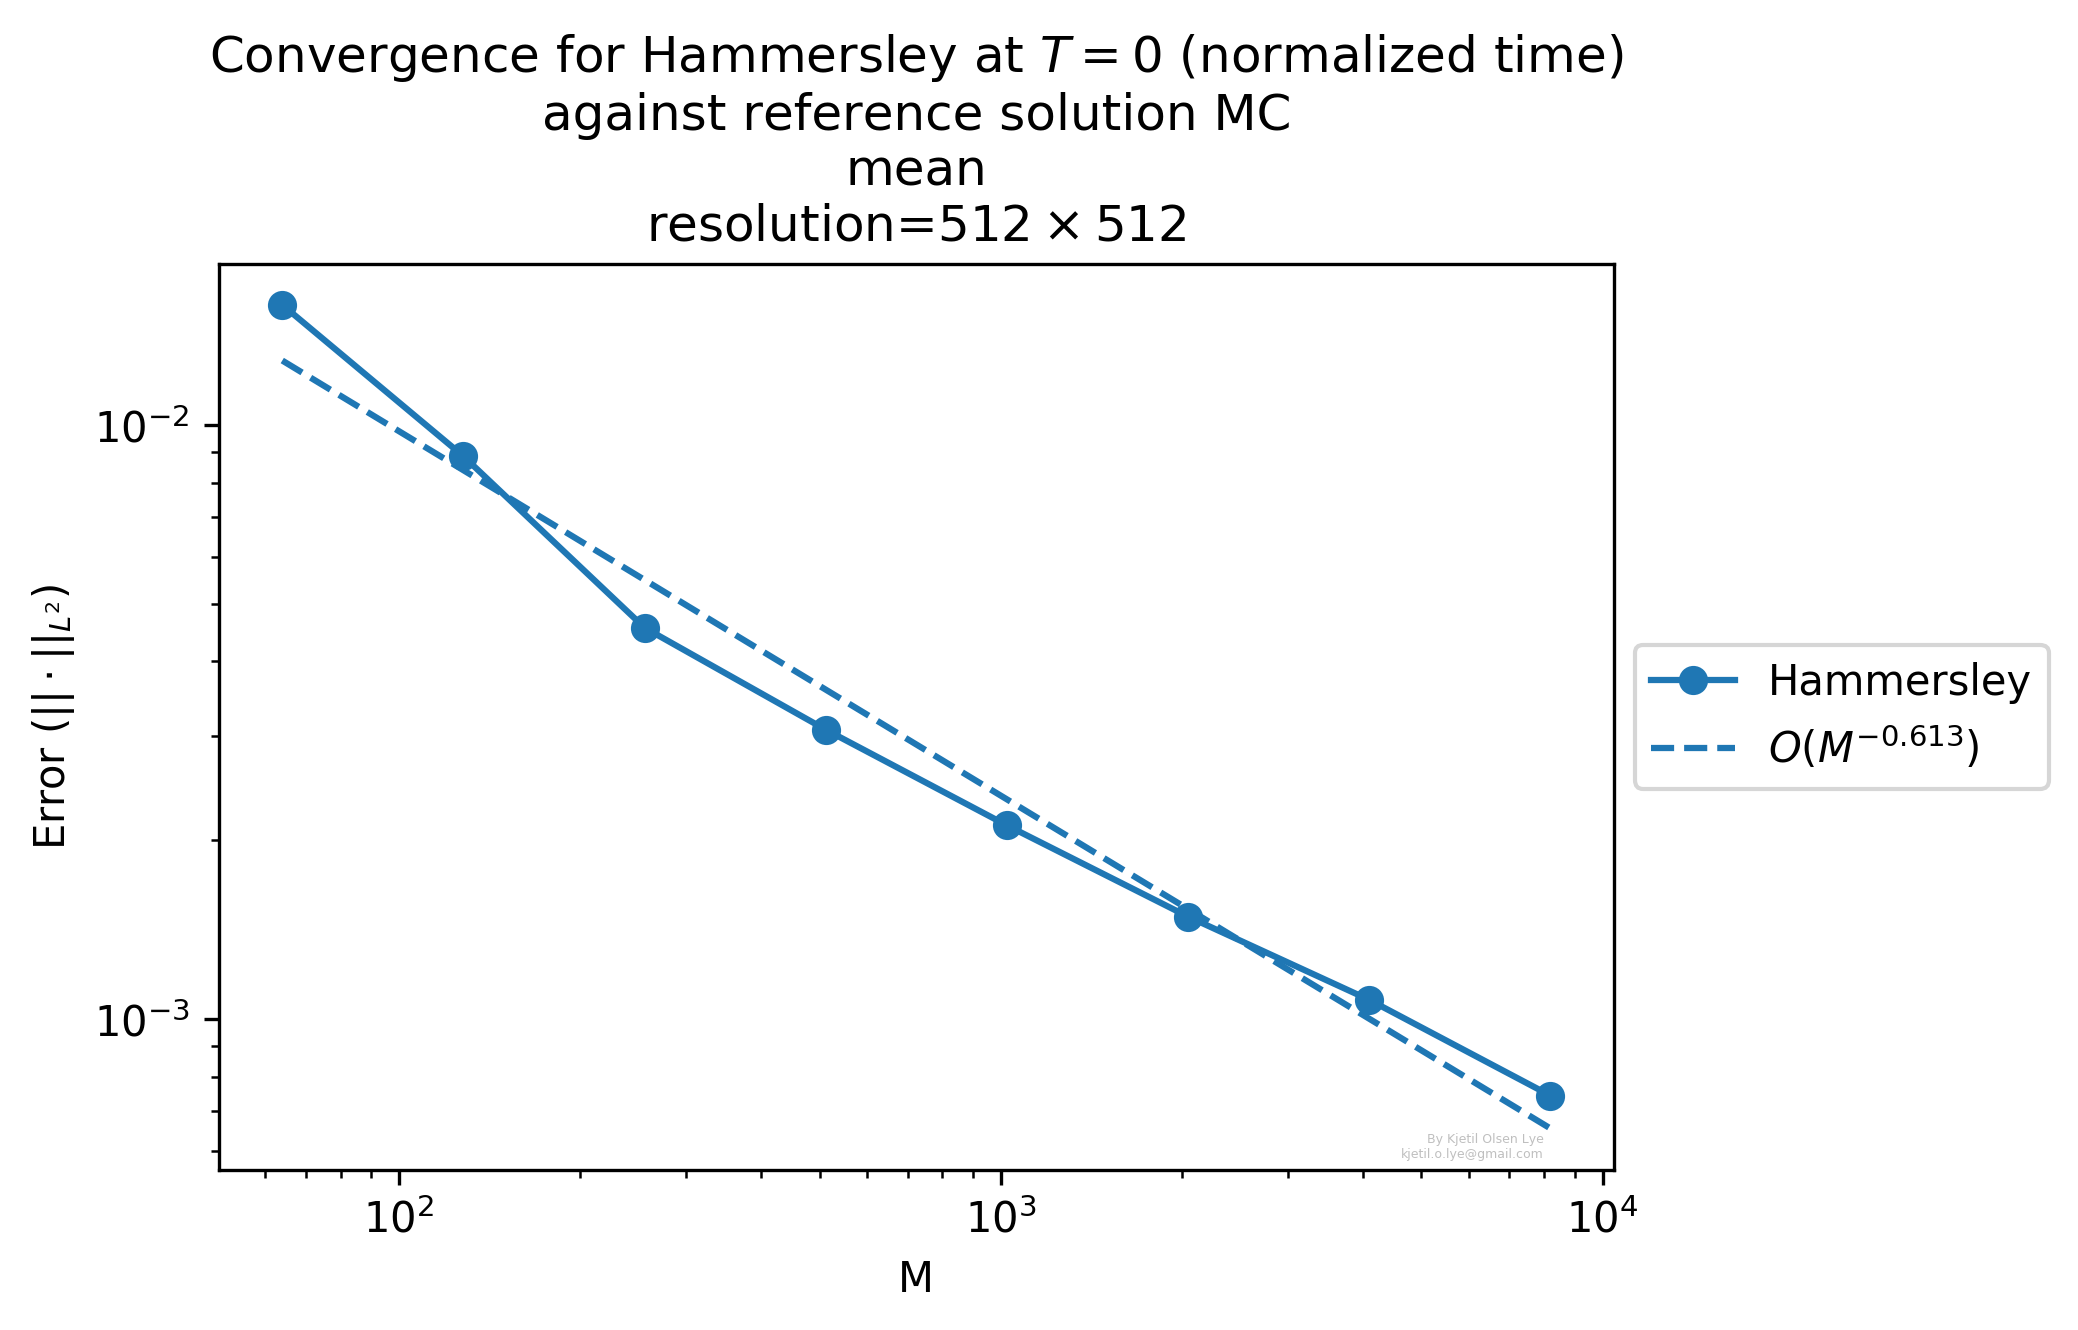 Convergence for Hammersley at $T = 0$ (normalized time)
against reference solution MC
mean
resolution=$512 \times 512$
Error ($||\cdot||_{L^2}$)
$10^{-2}$
$10^{-3}$
Hammersley
$O(M^{-0.613})$
By Kjetil Olsen Lye
kjetil.o.lye@gmail.com
$10^2$
$10^3$
$10^4$
M